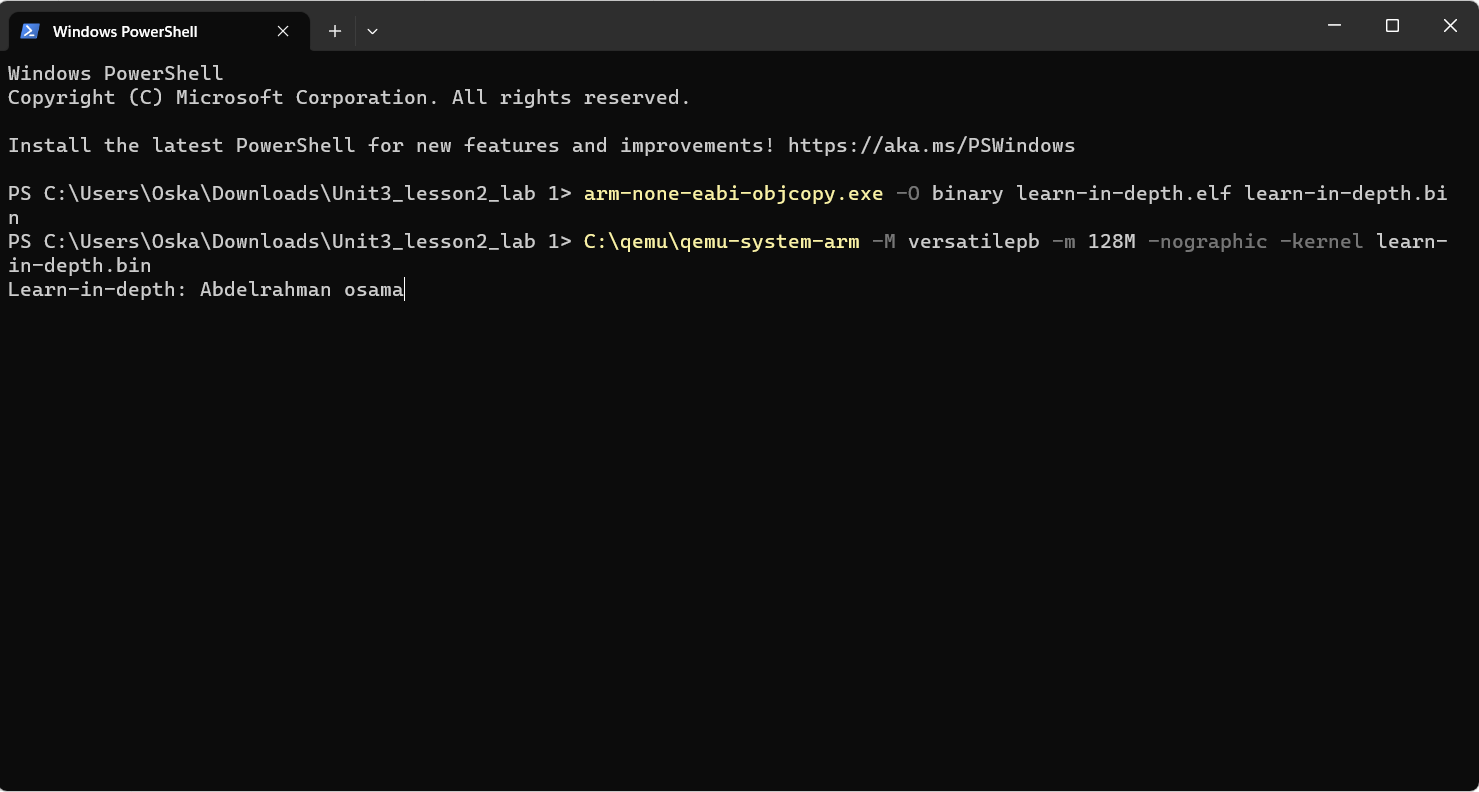 Windows PowerShell
Windows PowerShell
Copyright (C) Microsoft Corporation. All rights reserved.
Install the latest PowerShell for new features and improvements! https://aka.ms/PSWindows
PS C:\Users\Oska\Downloads\Unit3_lesson2_lab 1> arm-none-eabi-objcopy.exe -O binary learn-in-depth.elf learn-in-depth.bi
n
PS C:\Users\Oska\Downloads\Unit3_lesson2_lab 1> C:\qemu\qemu-system-arm -M versatilepb -m 128M -nographic -kernel learn-
in-depth.bin
Learn-in-depth: Abdelrahman osama